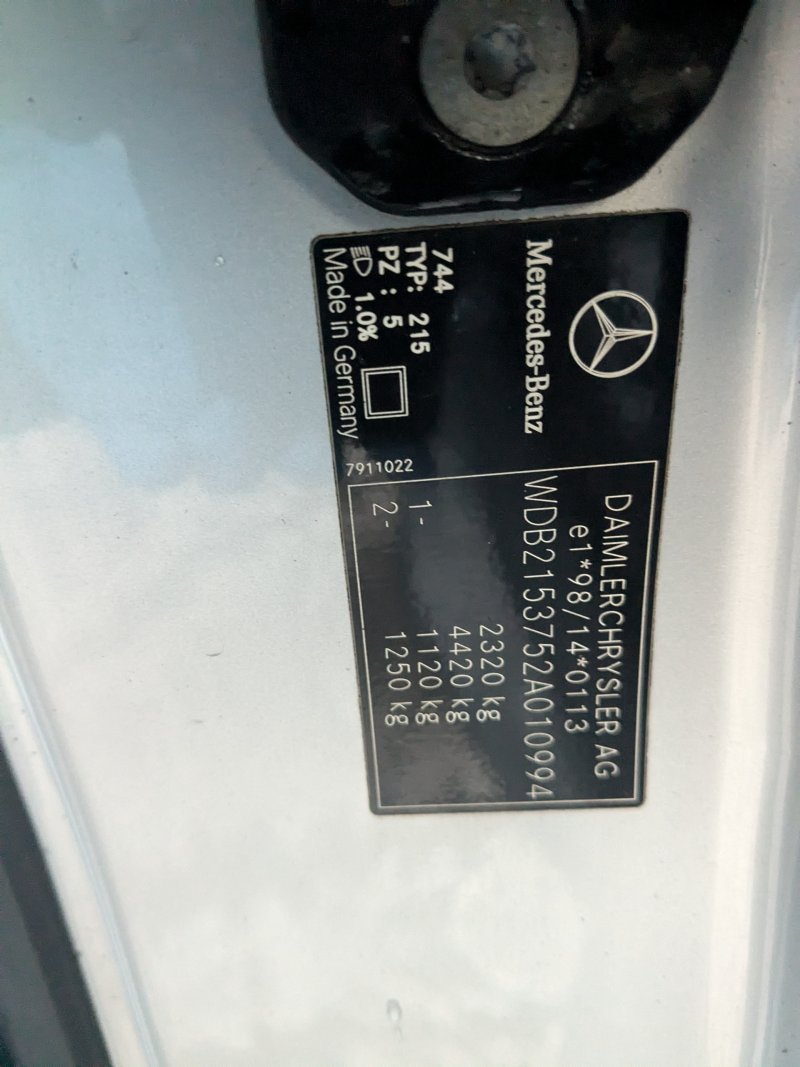 Mercedes-Benz
744
TYP: 215
PZ : 5
1.0%
Made in Germany
7911022
DAIMLERCHRYSLER AG
e1*98/14*0113
WDB2153752A010994
2320 kg
4420 kg
1- 1120 kg
2- 1250 kg